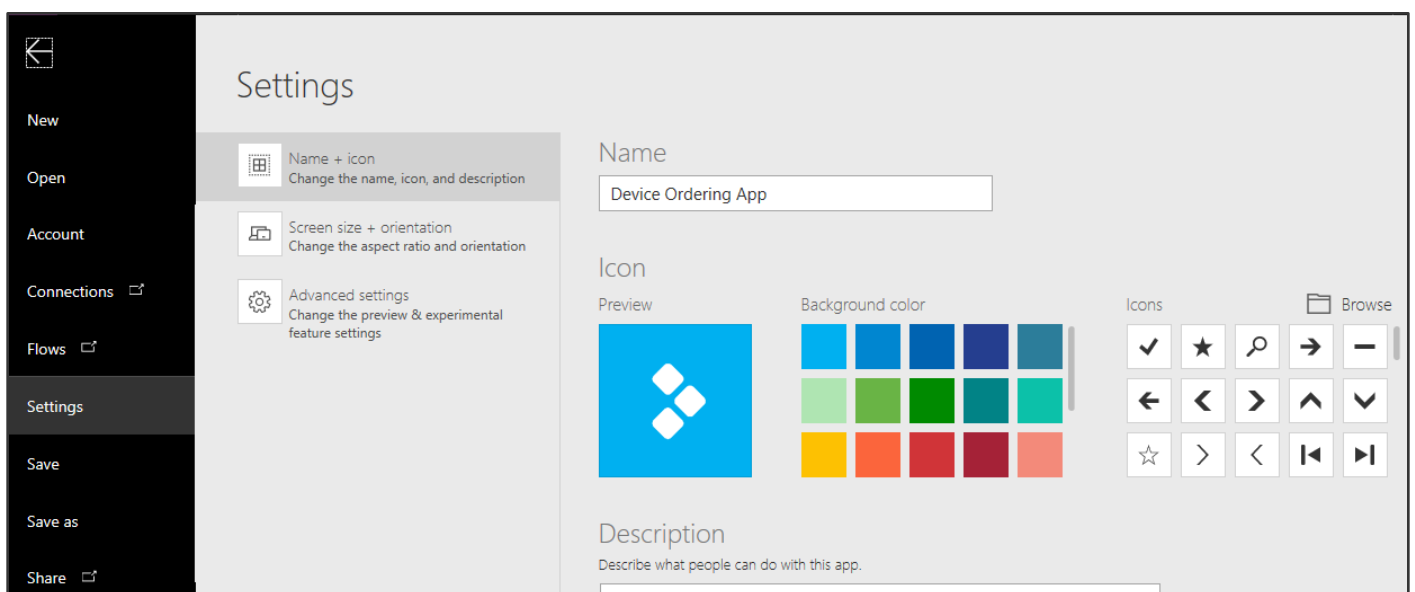 New
Open
Account
Connections
Flows
Settings
Save
Save as
Share
Settings
Name + icon
Change the name, icon, and description
Screen size + orientation
Change the aspect ratio and orientation
Advanced settings
Change the preview & experimental
feature settings
Name
Device Ordering App
Icon
Preview
Background color
Icons
Browse
Description
Describe what people can do with this app.